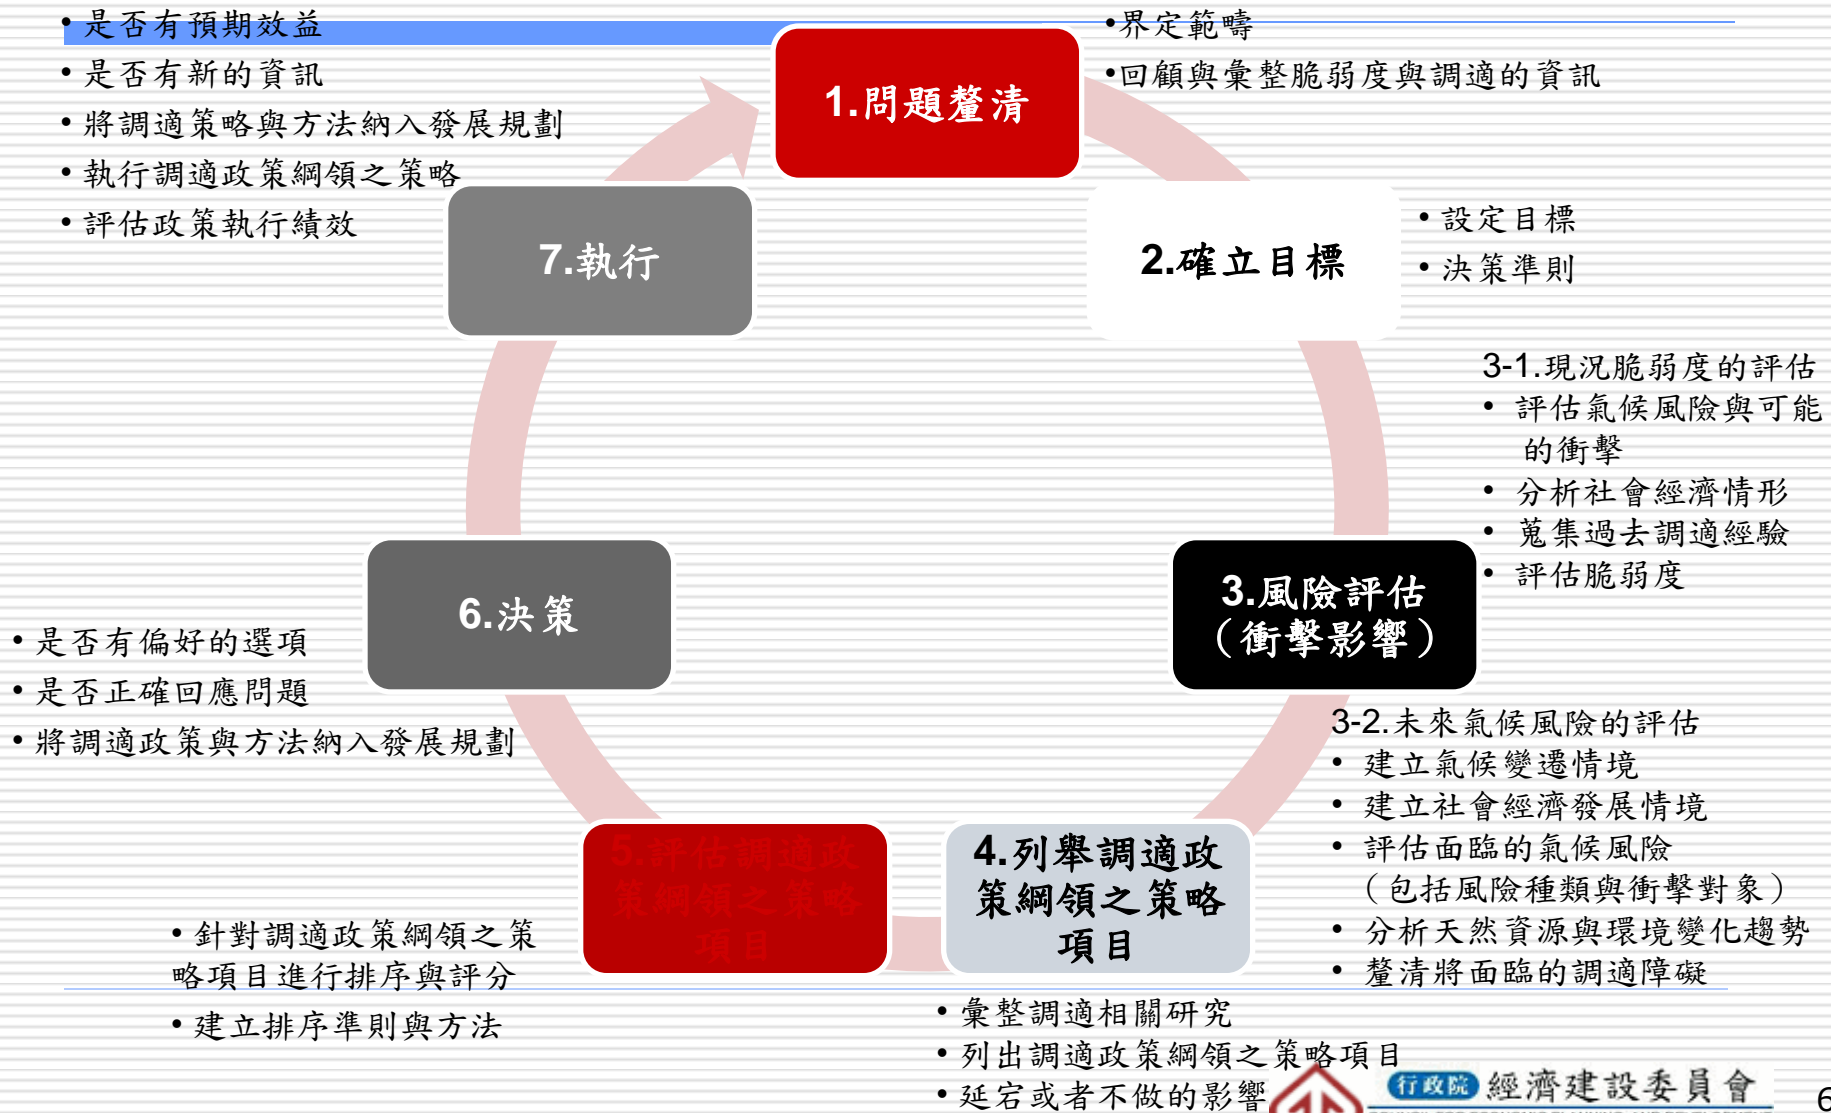 • 是否有預期效益
• 是否有新的資訊
• 將調適策略與方法納入發展規劃
• 執行調適政策綱領之策略
• 評估政策執行績效
1.問題釐清
•界定範疇
•回顧與彙整脆弱度與調適的資訊
7.執行
2.確立目標
• 設定目標
• 決策準則
3-1.現況脆弱度的評估
• 評估氣候風險與可能
的衝擊
• 分析社會經濟情形
• 蒐集過去調適經驗
• 評估脆弱度
6.決策
3.風險評估
（衝擊影響）
• 是否有偏好的選項
• 是否正確回應問題
• 將調適政策與方法納入發展規劃
3-2.未來氣候風險的評估
• 建立氣候變遷情境
• 建立社會經濟發展情境
• 評估面臨的氣候風險
（包括風險種類與衝擊對象）
• 分析天然資源與環境變化趨勢
• 釐清將面臨的調適障礙
5.評估調適政
策綱領之策略
項目
4.列舉調適政
策綱領之策略
項目
• 針對調適政策綱領之策
略項目進行排序與評分
• 建立排序準則與方法
• 彙整調適相關研究
• 列出調適政策綱領之策略項目
• 延宕或者不做的影響
行政院 經濟建設委員會
6